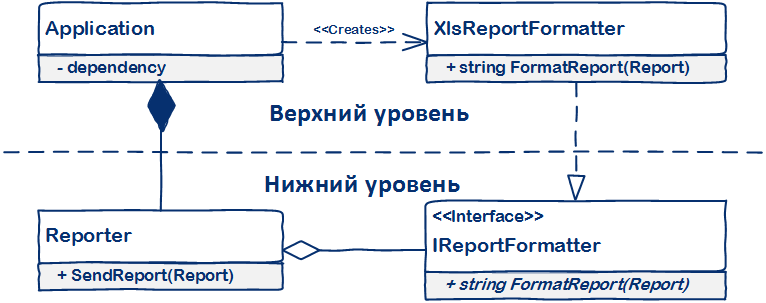 Application
- dependency
<<Creates>>
XlsReportFormatter
+ string FormatReport(Report)
Верхний уровень
Нижний уровень
Reporter
+ SendReport(Report)
<<Interface>>
IReportFormatter
+ string FormatReport(Report)